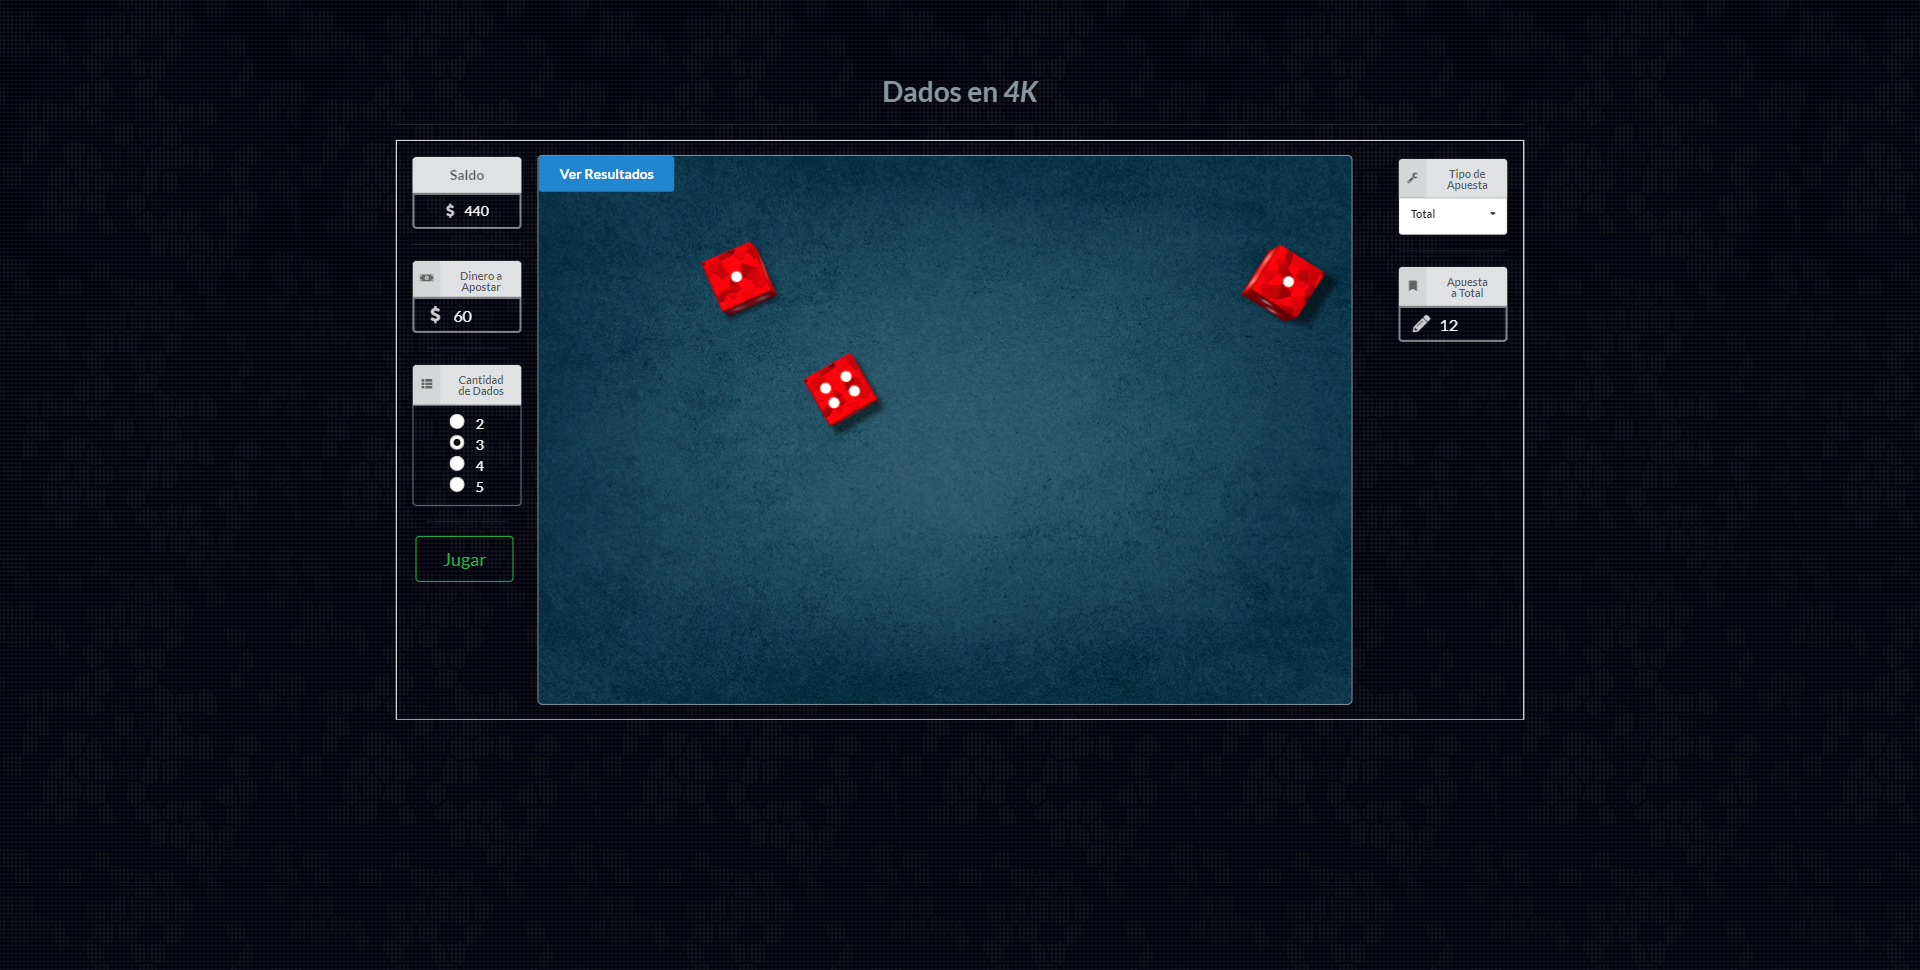 Dados en 4K
Saldo
$ 440
Dinero a
Apostar
$ 60
Cantidad
de Dados
2
3
4
5
Jugar
Ver Resultados
Tipo de
Apuesta
Total
Apuesta
a Total
12